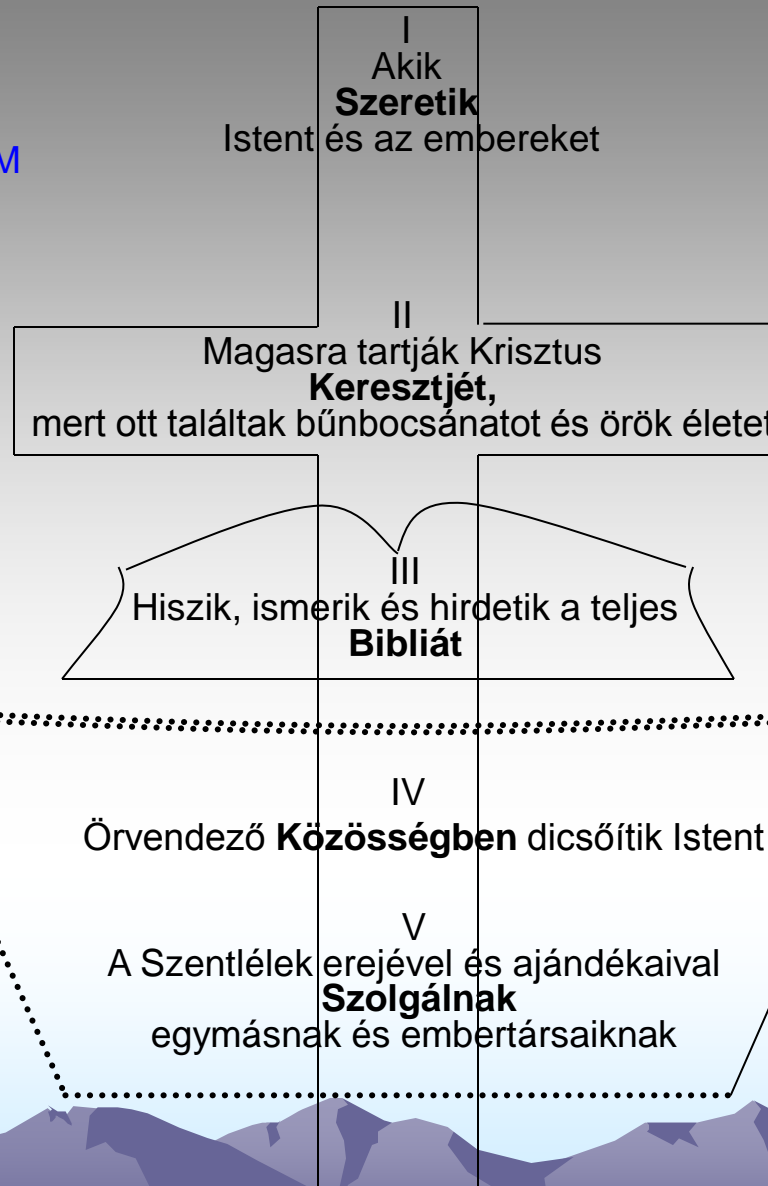 I
Akik
Szeretik
Istent és az embereket
M
II
Magasra tartják Krisztus
Keresztjét,
mert ott találtak bűnbocsánatot és örök életet
III
Hiszik, ismerik és hirdetik a teljes
Bibliát
IV
Örvendező Közösségben dicsőítik Istent
V
A Szentlélek erejével és ajándékaival
Szolgálnak
egymásnak és embertársaiknak